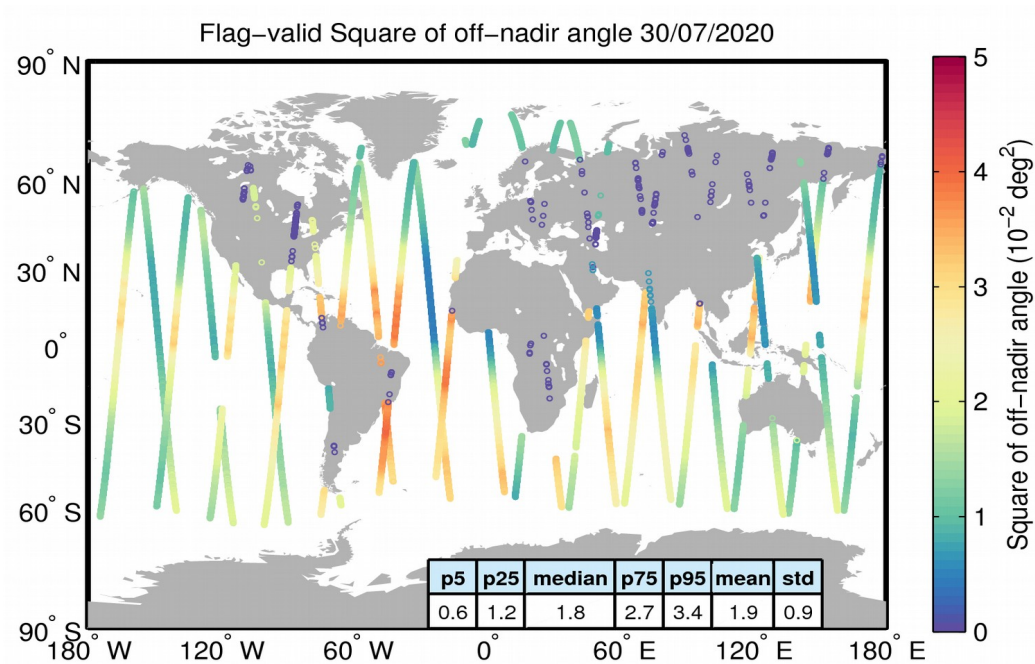 Flag−valid Square of off−nadir angle 30/07/2020
90° N
60° N
30° N
0°
30° S
60° S
90° S
180° W
120° W
60° W
0°
60° E
120° E
180° E
p5 p25 median p75 p95 mean std
0.6 1.2 1.8 2.7 3.4 1.9 0.9
5
4
3
2
1
0
Square of off−nadir angle (10⁻² deg²)